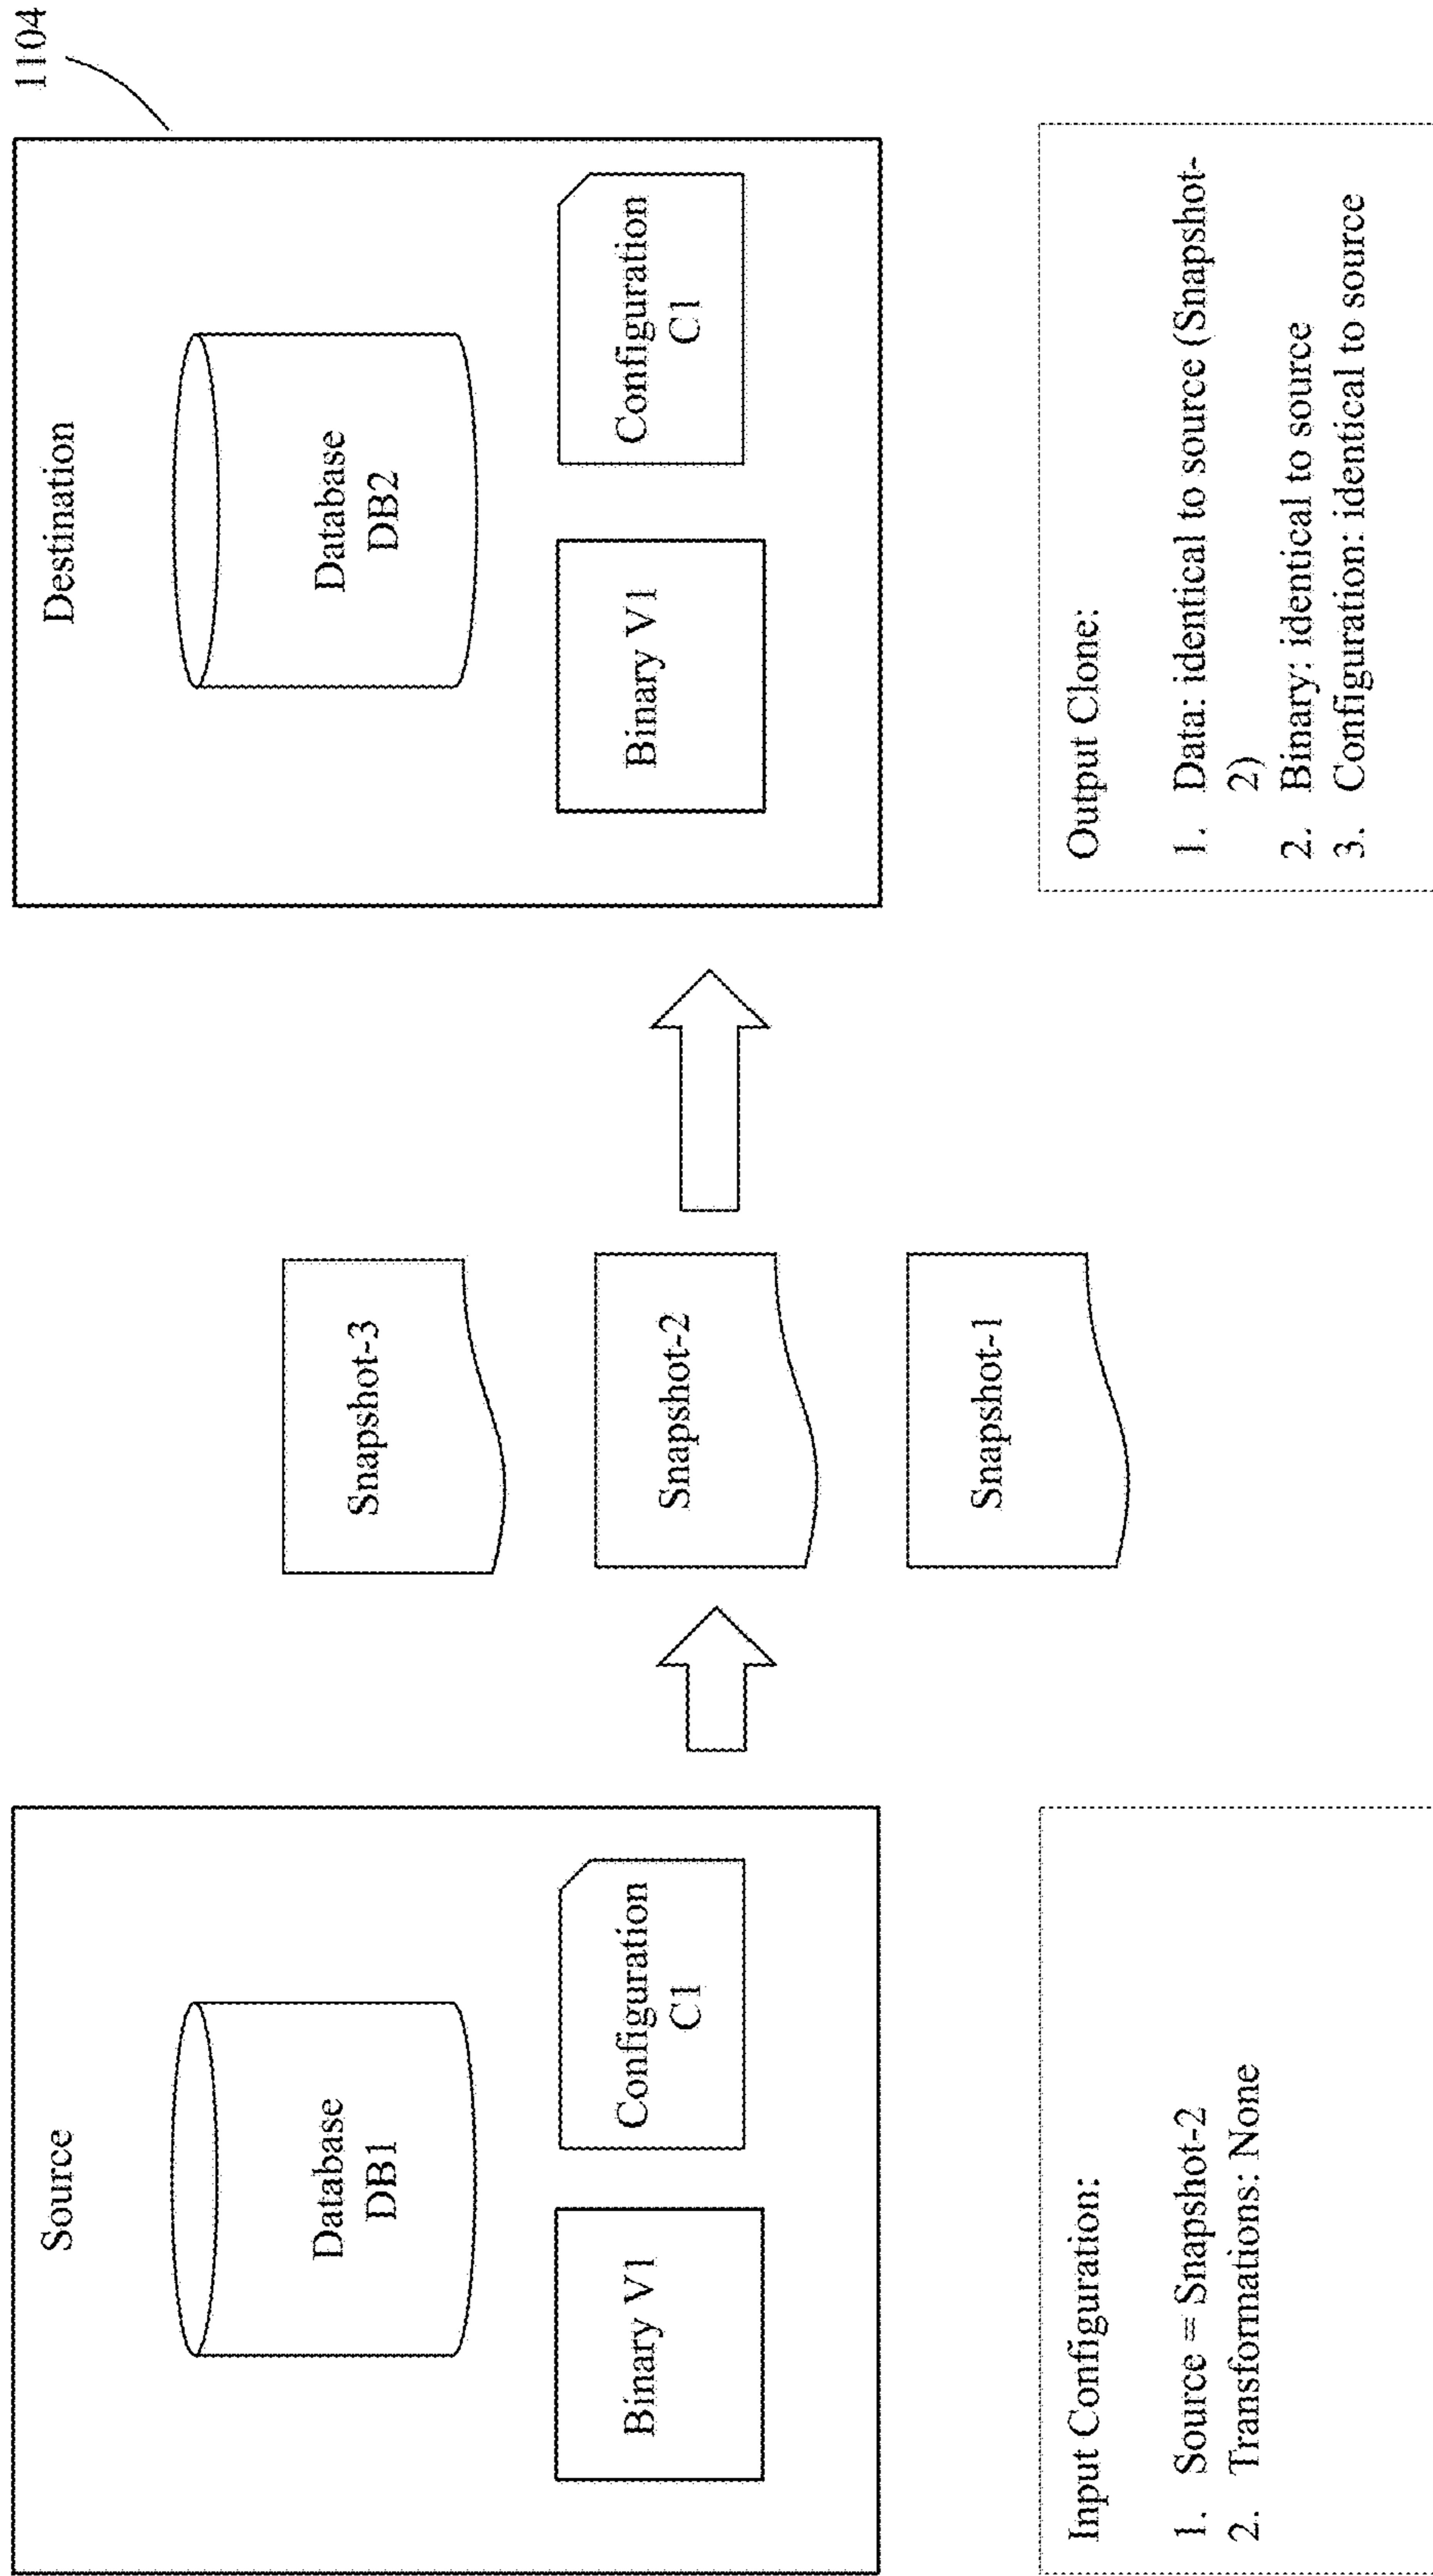 1104
Source
Database
DB1
Binary V1
Configuration
C1
Snapshot-3
Snapshot-2
Snapshot-1
Destination
Database
DB2
Binary V1
Configuration
C1
Input Configuration:
1. Source = Snapshot-2
2. Transformations: None
Output Clone:
1. Data: identical to source (Snapshot-
2)
2. Binary: identical to source
3. Configuration: identical to source